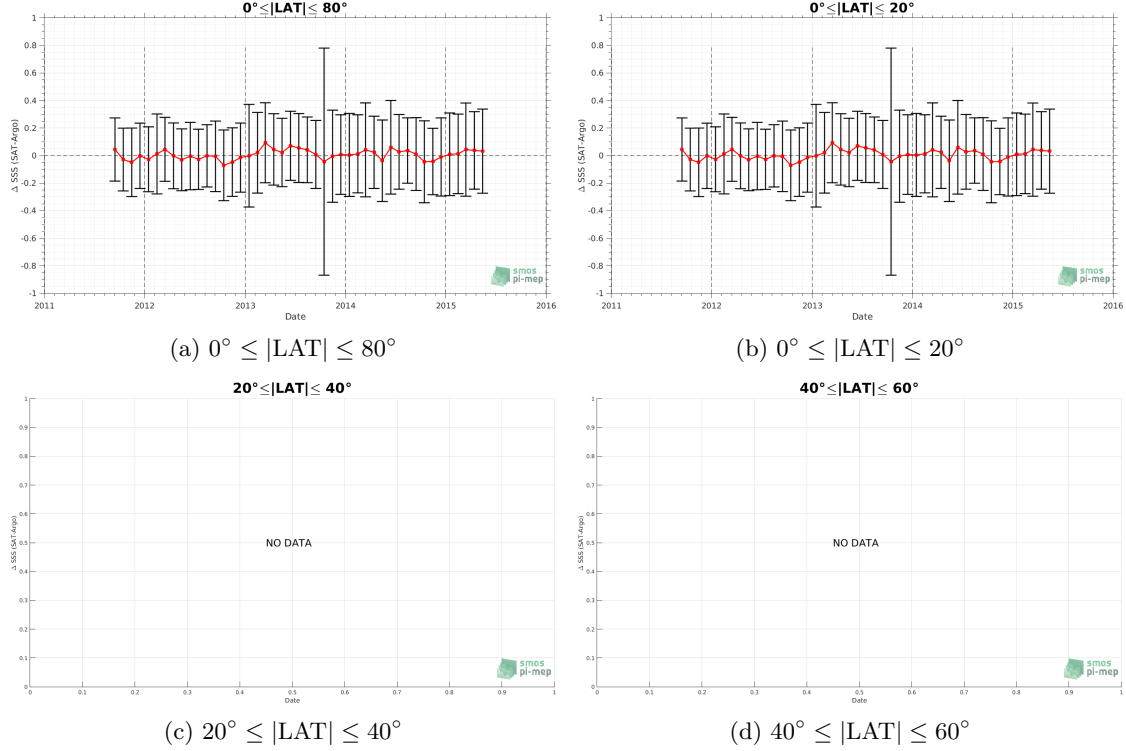 0°≤|LAT|≤ 80°
1
0.8
0.6
0.4
0.2
0
-0.2
-0.4
-0.6
-0.8
-1
Δ SSS (SAT-Argo)
2011 2012 2013 2014 2015 2016
Date
smos
pi-mep
(a) 0° ≤ |LAT| ≤ 80°
0°≤|LAT|≤ 20°
1
0.8
0.6
0.4
0.2
0
-0.2
-0.4
-0.6
-0.8
-1
Δ SSS (SAT-Argo)
2011 2012 2013 2014 2015 2016
Date
smos
pi-mep
(b) 0° ≤ |LAT| ≤ 20°
20°≤|LAT|≤ 40°
1
0.9
0.8
0.7
0.6
0.5
0.4
0.3
0.2
0.1
0
Δ SSS (SAT-Argo)
NO DATA
0 0.1 0.2 0.3 0.4 0.5 0.6 0.7 0.8 0.9 1
Date
smos
pi-mep
(c) 20° ≤ |LAT| ≤ 40°
40°≤|LAT|≤ 60°
1
0.9
0.8
0.7
0.6
0.5
0.4
0.3
0.2
0.1
0
Δ SSS (SAT-Argo)
NO DATA
0 0.1 0.2 0.3 0.4 0.5 0.6 0.7 0.8 0.9 1
Date
smos
pi-mep
(d) 40° ≤ |LAT| ≤ 60°